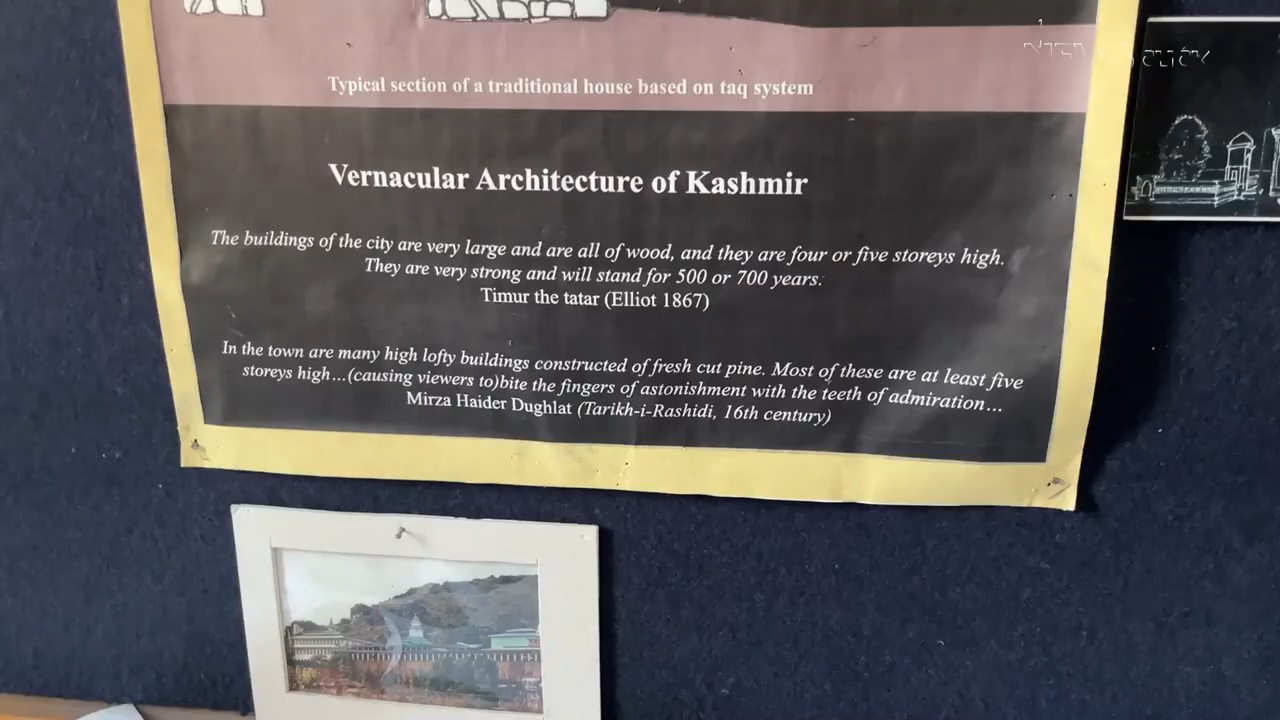 Typical section of a traditional house based on taq system
Vernacular Architecture of Kashmir
The buildings of the city are very large and are all of wood, and they are four or five storeys high.
They are very strong and will stand for 500 or 700 years.
Timur the tatar (Elliot 1867)
In the town are many high lofty buildings constructed of fresh cut pine. Most of these are at least five
storeys high...(causing viewers to)bite the fingers of astonishment with the teeth of admiration...
Mirza Haider Dughlat (Tarikh-i-Rashidi, 16th century)